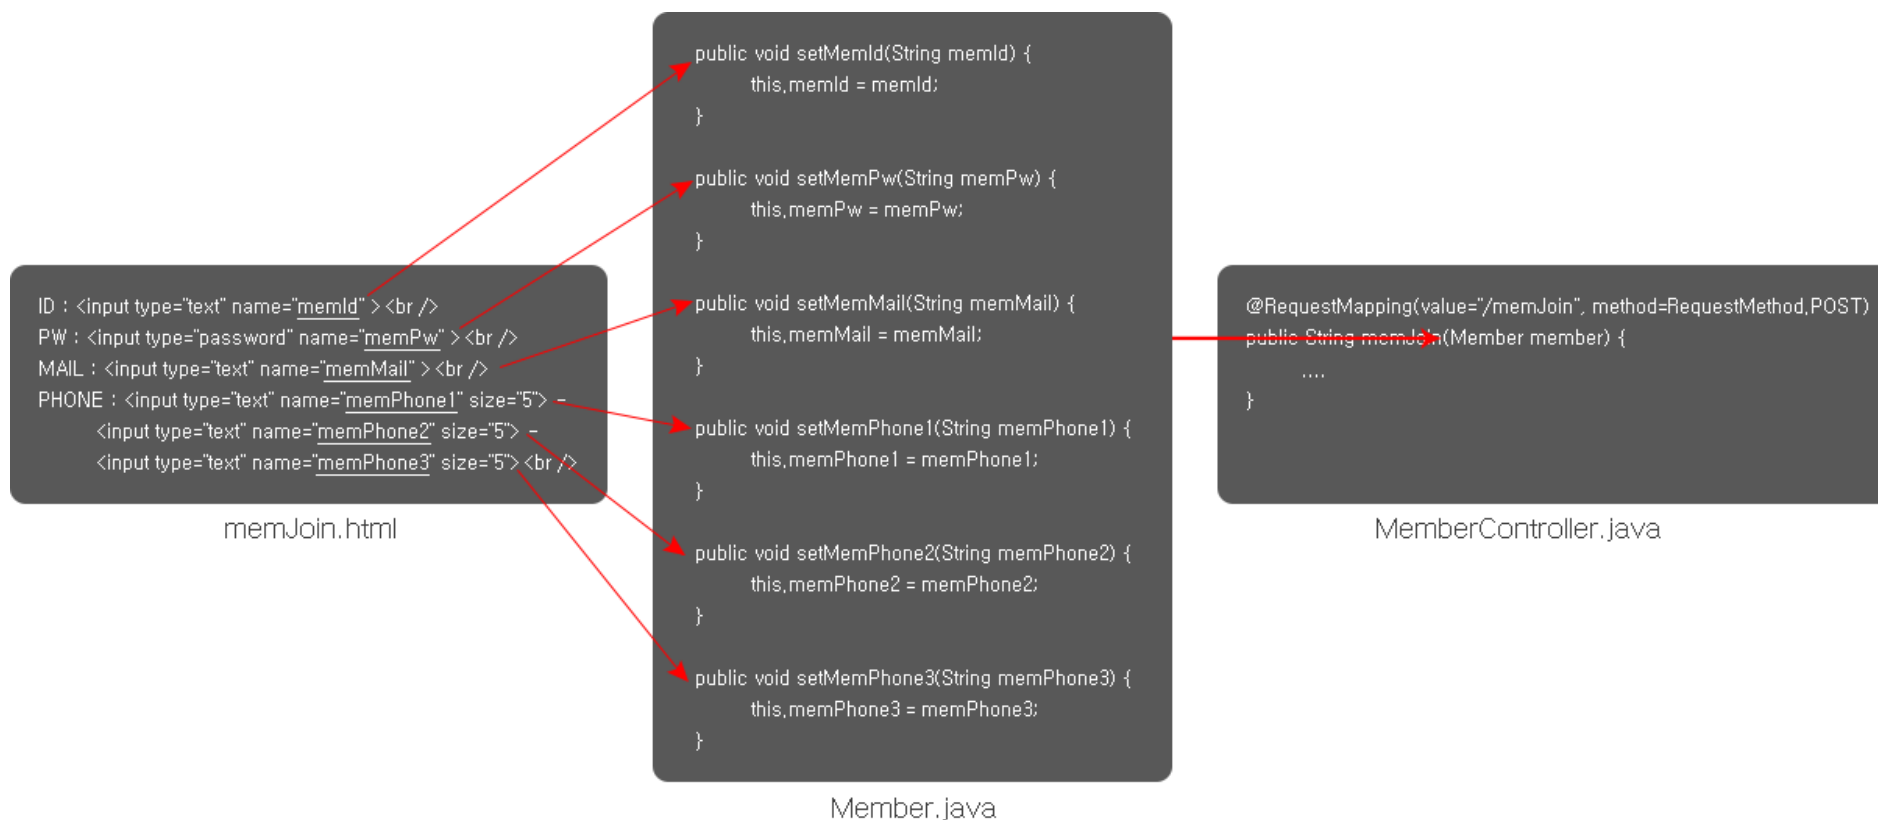 ID : <input type="text" name="memId" ><br />
PW : <input type="password" name="memPw" ><br />
MAIL : <input type="text" name="memMail" ><br />
PHONE : <input type="text" name="memPhone1" size="5"> -
<input type="text" name="memPhone2" size="5"> -
<input type="text" name="memPhone3" size="5"><br />
memJoin.html
public void setMemId(String memId) {
this.memId = memId;
}
public void setMemPw(String memPw) {
this.memPw = memPw;
}
public void setMemMail(String memMail) {
this.memMail = memMail;
}
public void setMemPhone1(String memPhone1) {
this.memPhone1 = memPhone1;
}
public void setMemPhone2(String memPhone2) {
this.memPhone2 = memPhone2;
}
public void setMemPhone3(String memPhone3) {
this.memPhone3 = memPhone3;
}
Member.java
@RequestMapping(value="/memJoin", method=RequestMethod.POST)
public String memJoin(Member member) {
....
}
MemberController.java